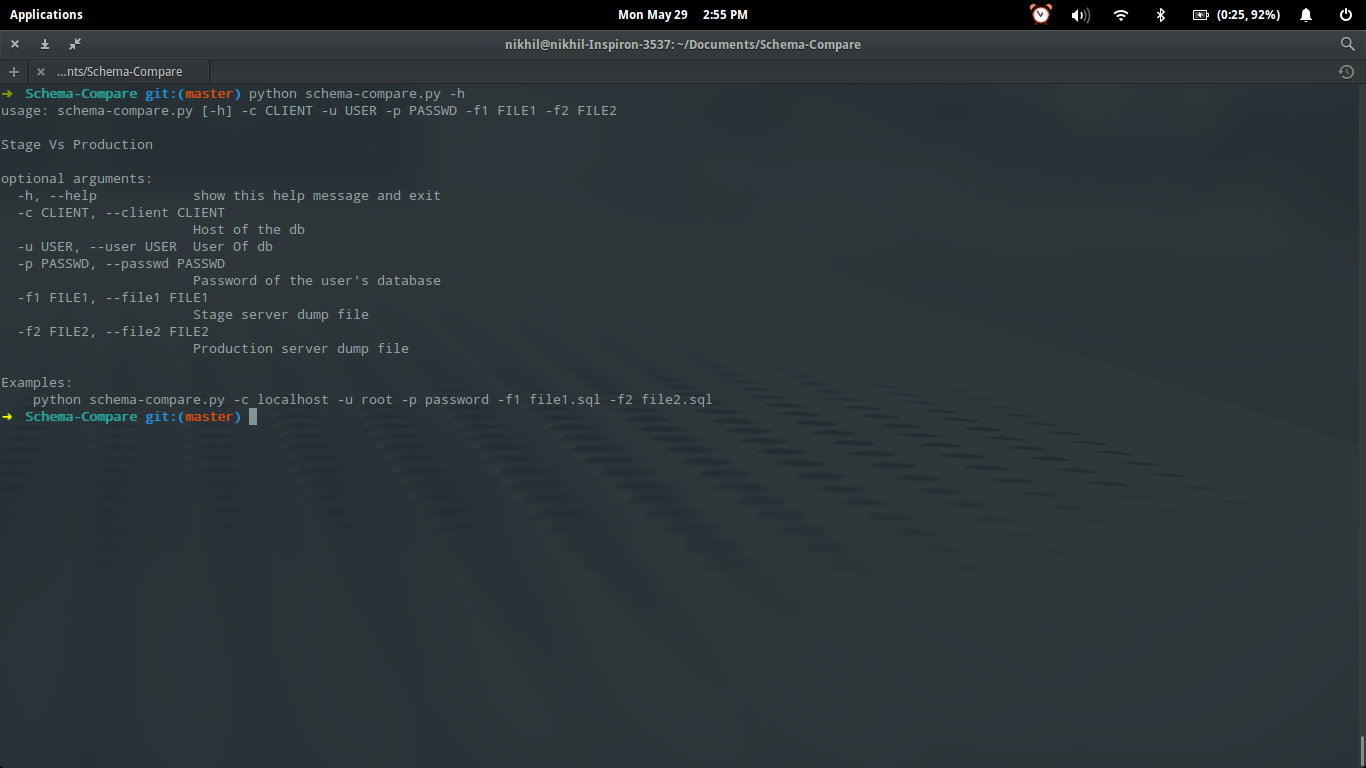 Applications
Mon May 29 2:55 PM
(0:25, 92%)
nikhil@nikhil-Inspiron-3537: ~/Documents/Schema-Compare
...nts/Schema-Compare
➜ Schema-Compare git:(master) python schema-compare.py -h
usage: schema-compare.py [-h] -c CLIENT -u USER -p PASSWD -f1 FILE1 -f2 FILE2
Stage Vs Production
optional arguments:
-h, --help show this help message and exit
-c CLIENT, --client CLIENT
Host of the db
-u USER, --user USER User Of db
-p PASSWD, --passwd PASSWD
Password of the user's database
-f1 FILE1, --file1 FILE1
Stage server dump file
-f2 FILE2, --file2 FILE2
Production server dump file
Examples:
python schema-compare.py -c localhost -u root -p password -f1 file1.sql -f2 file2.sql
➜ Schema-Compare git:(master)